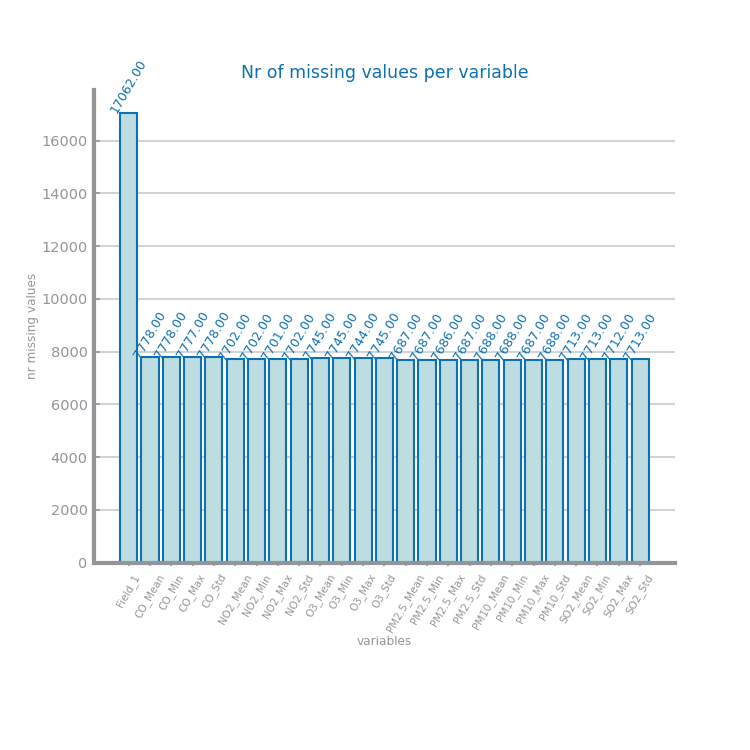 Nr of missing values per variable
17062.00
7778.00
7778.00
7777.00
7778.00
7702.00
7702.00
7701.00
7702.00
7745.00
7745.00
7744.00
7745.00
7687.00
7687.00
7686.00
7687.00
7688.00
7688.00
7687.00
7688.00
7713.00
7713.00
7712.00
7713.00
16000
14000
12000
10000
8000
6000
4000
2000
0
nr missing values
Field_1
CO_Mean
CO_Min
CO_Max
CO_Std
NO2_Mean
NO2_Min
NO2_Max
NO2_Std
O3_Mean
O3_Min
O3_Max
O3_Std
PM2.5_Mean
PM2.5_Min
PM2.5_Max
PM2.5_Std
PM10_Mean
PM10_Min
PM10_Max
PM10_Std
SO2_Mean
SO2_Min
SO2_Max
SO2_Std
variables